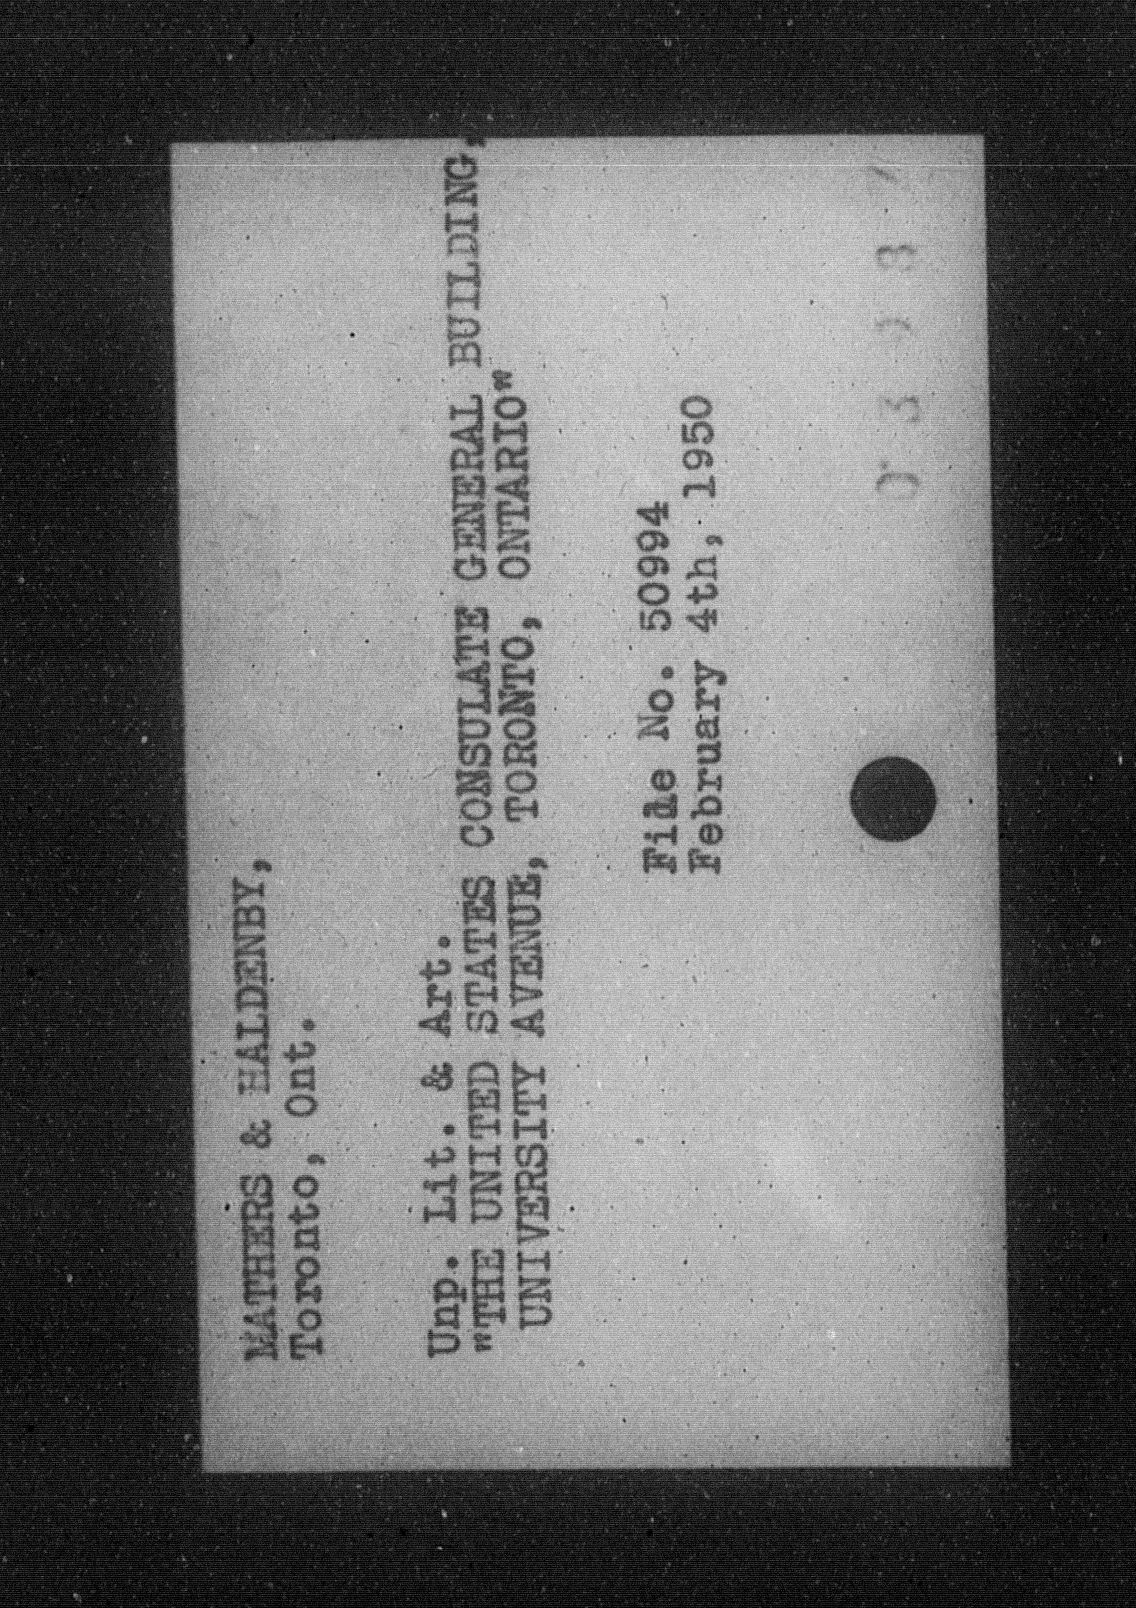 MATHERS & HALDENBY,
Toronto, Ont.
Unp. Lit. & Art.
"THE UNITED STATES CONSULATE GENERAL BUILDING,
UNIVERSITY AVENUE, TORONTO, ONTARIO"
File No. 50994
February 4th, 1950